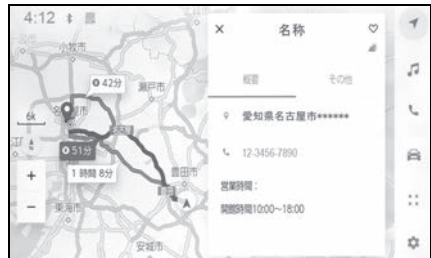 4:12
小牧市
42分
瀬戸市
6k
51分
1 時間 8分
豊田市
東海市
安城市
+
−
× 名称
概要 その他
愛知県名古屋市******
12-3456-7890
営業時間：
開館時間10:00～18:00